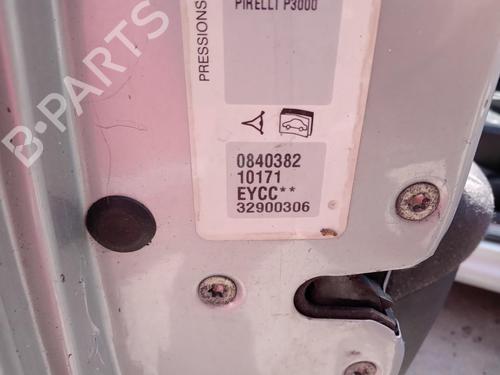 PIRELLI P3000
PRESSIONS
0840382
10171
EYCC**
32900306
B-PARTS